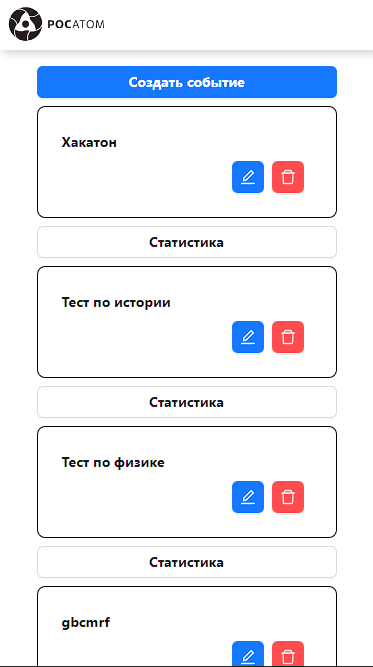 РОСАТОМ
Создать событие
Хакатон
Статистика
Тест по истории
Статистика
Тест по физике
Статистика
gbcmrf